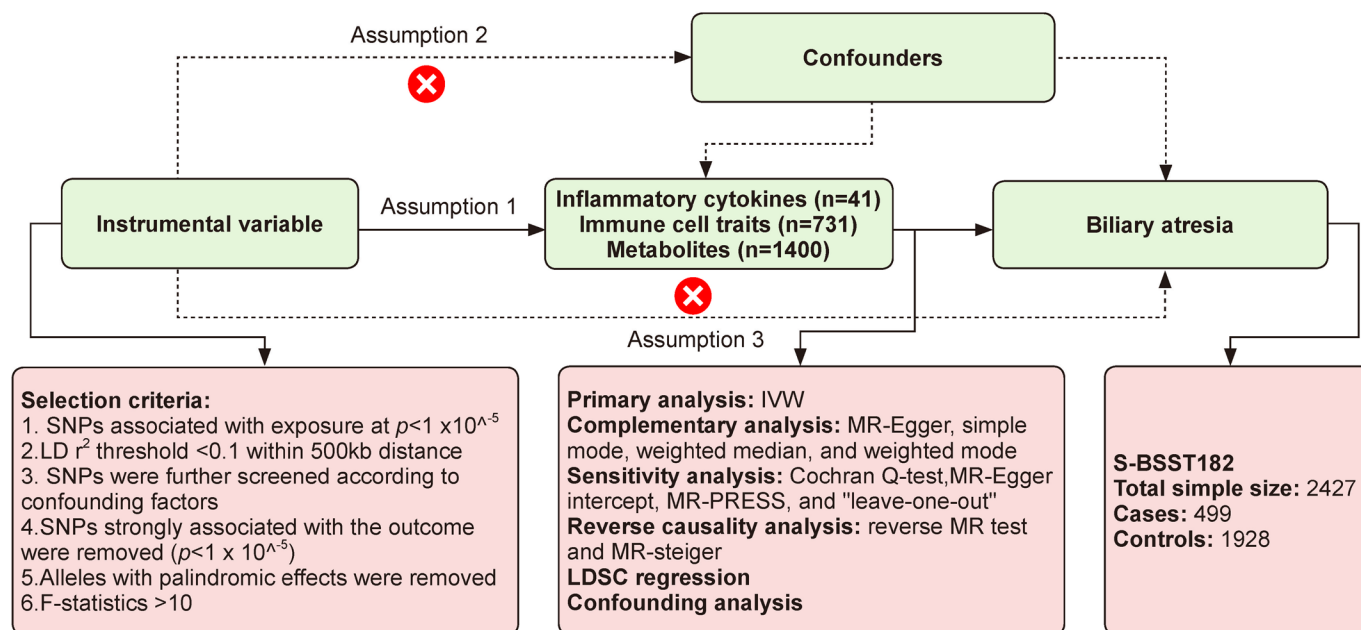 Assumption 2
Confounders
Instrumental variable
Assumption 1
Inflammatory cytokines (n=41)
Immune cell traits (n=731)
Metabolites (n=1400)
Biliary atresia
Assumption 3
Selection criteria:
1. SNPs associated with exposure at p<1 x10^-5
2.LD r² threshold <0.1 within 500kb distance
3. SNPs were further screened according to
confounding factors
4.SNPs strongly associated with the outcome
were removed (p<1 x 10^-5)
5.Alleles with palindromic effects were removed
6.F-statistics >10
Primary analysis: IVW
Complementary analysis: MR-Egger, simple
mode, weighted median, and weighted mode
Sensitivity analysis: Cochran Q-test,MR-Egger
intercept, MR-PRESS, and "leave-one-out"
Reverse causality analysis: reverse MR test
and MR-steiger
LDSC regression
Confounding analysis
S-BSST182
Total simple size: 2427
Cases: 499
Controls: 1928